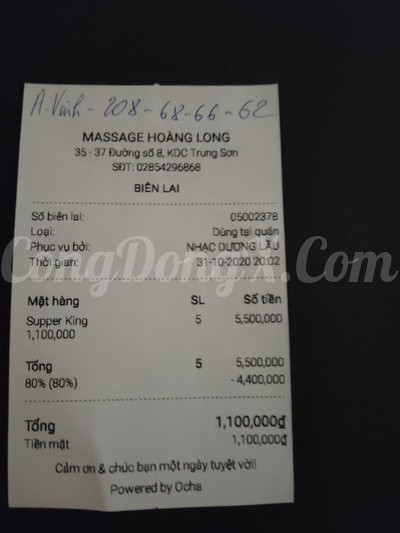 A. Vinh - 208 - 68 - 66 - 62
MASSAGE HOÀNG LONG
35 - 37 Đường số 8, KDC Trung Sơn
SĐT: 02854296868
BIÊN LAI
Số biên lai: 05002378
Loại: Dùng tại quán
Phục vụ bởi: NHẠC DƯƠNG LẦU
Thời gian: 31-10-2020 20:02
CongDongX.Com
Mặt hàng SL Số tiền
Supper King 5 5,500,000
1,100,000
Tổng 5 5,500,000
80% (80%) -4,400,000
Tổng 1,100,000₫
Tiền mặt 1,100,000₫
Cảm ơn & chúc bạn một ngày tuyệt vời!
Powered by Ocha